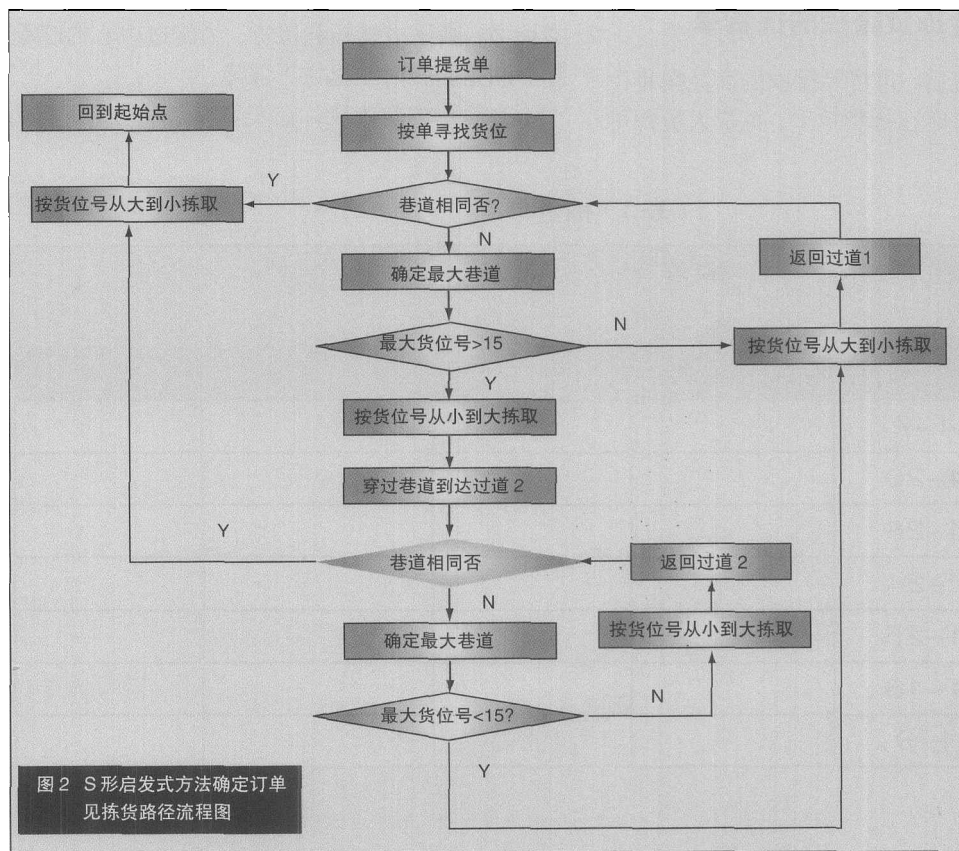 订单提货单
回到起始点
按单寻找货位
Y
按货位号从大到小拣取
巷道相同否?
N
返回过道1
确定最大巷道
N
最大货位号>15
按货位号从大到小拣取
Y
按货位号从小到大拣取
穿过巷道到达过道 2
Y
巷道相同否
返回过道 2
N
按货位号从小到大拣取
确定最大巷道
N
最大货位号<15?
Y
图 2 S 形启发式方法确定订单
见拣货路径流程图